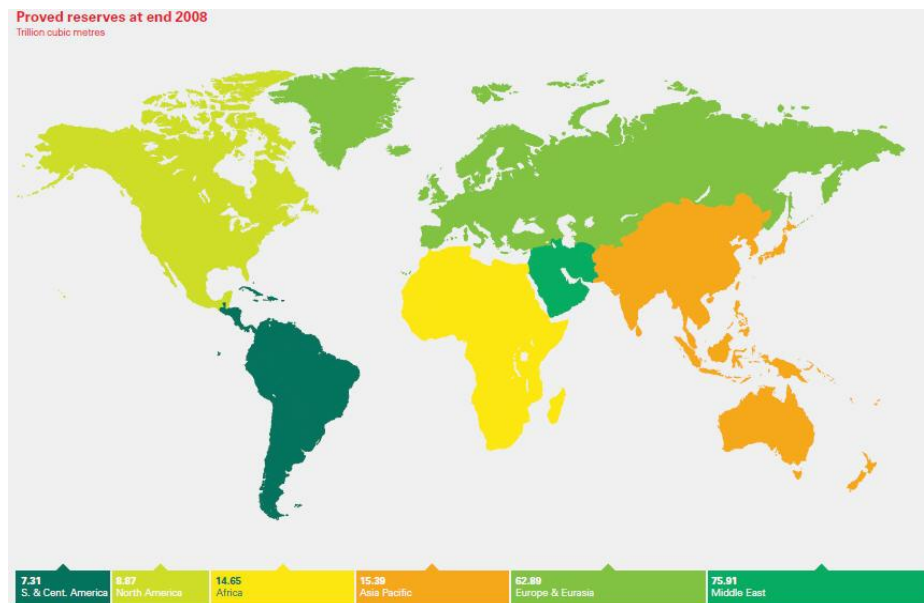 Proved reserves at end 2008
Trillion cubic metres
7.31
S. & Cent. America
8.87
North America
14.65
Africa
15.39
Asia Pacific
62.89
Europe & Eurasia
75.91
Middle East